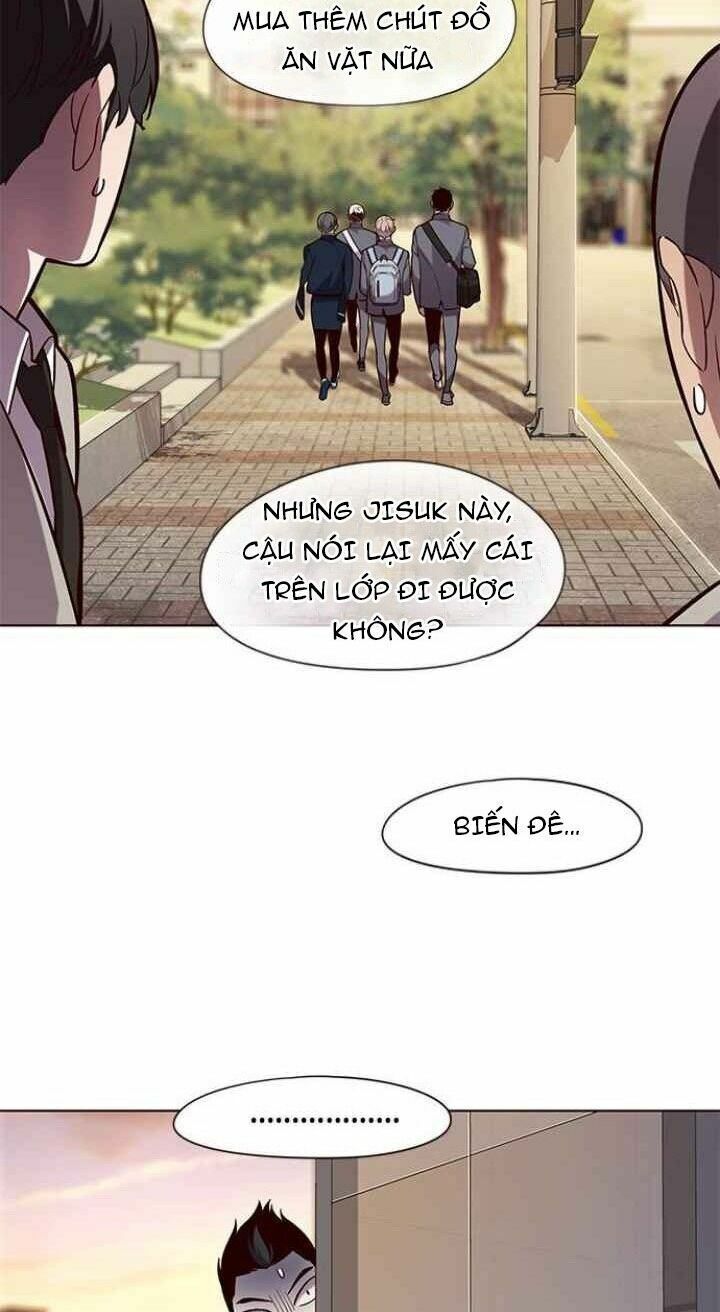 MUA THÊM CHÚT ĐỒ
ĂN VẶT NỮA
NHƯNG JISUK NÀY,
CẬU NÓI LẠI MẤY CÁI
TRÊN LỚP ĐI ĐƯỢC
KHÔNG?
BIẾN ĐÊ...
..................